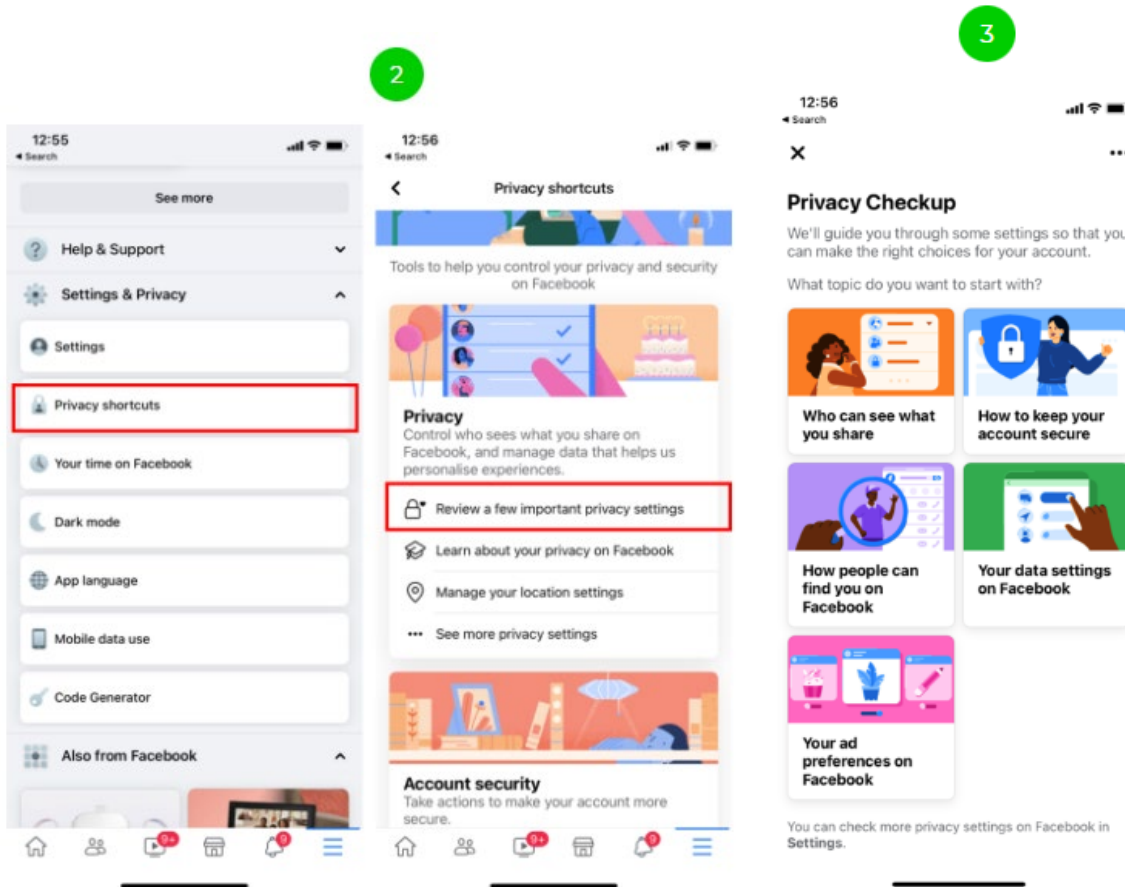 2
3
12:55
◄ Search
See more
Help & Support
Settings & Privacy
Settings
Privacy shortcuts
Your time on Facebook
Dark mode
App language
Mobile data use
Code Generator
Also from Facebook
9+
9
12:56
◄ Search
Privacy shortcuts
Tools to help you control your privacy and security
on Facebook
Privacy
Control who sees what you share on
Facebook, and manage data that helps us
personalise experiences.
Review a few important privacy settings
Learn about your privacy on Facebook
Manage your location settings
See more privacy settings
Account security
Take actions to make your account more
secure.
9+
9
12:56
◄ Search
Privacy Checkup
We'll guide you through some settings so that you
can make the right choices for your account.
What topic do you want to start with?
Who can see what
you share
How to keep your
account secure
How people can
find you on
Facebook
Your data settings
on Facebook
Your ad
preferences on
Facebook
You can check more privacy settings on Facebook in
Settings.